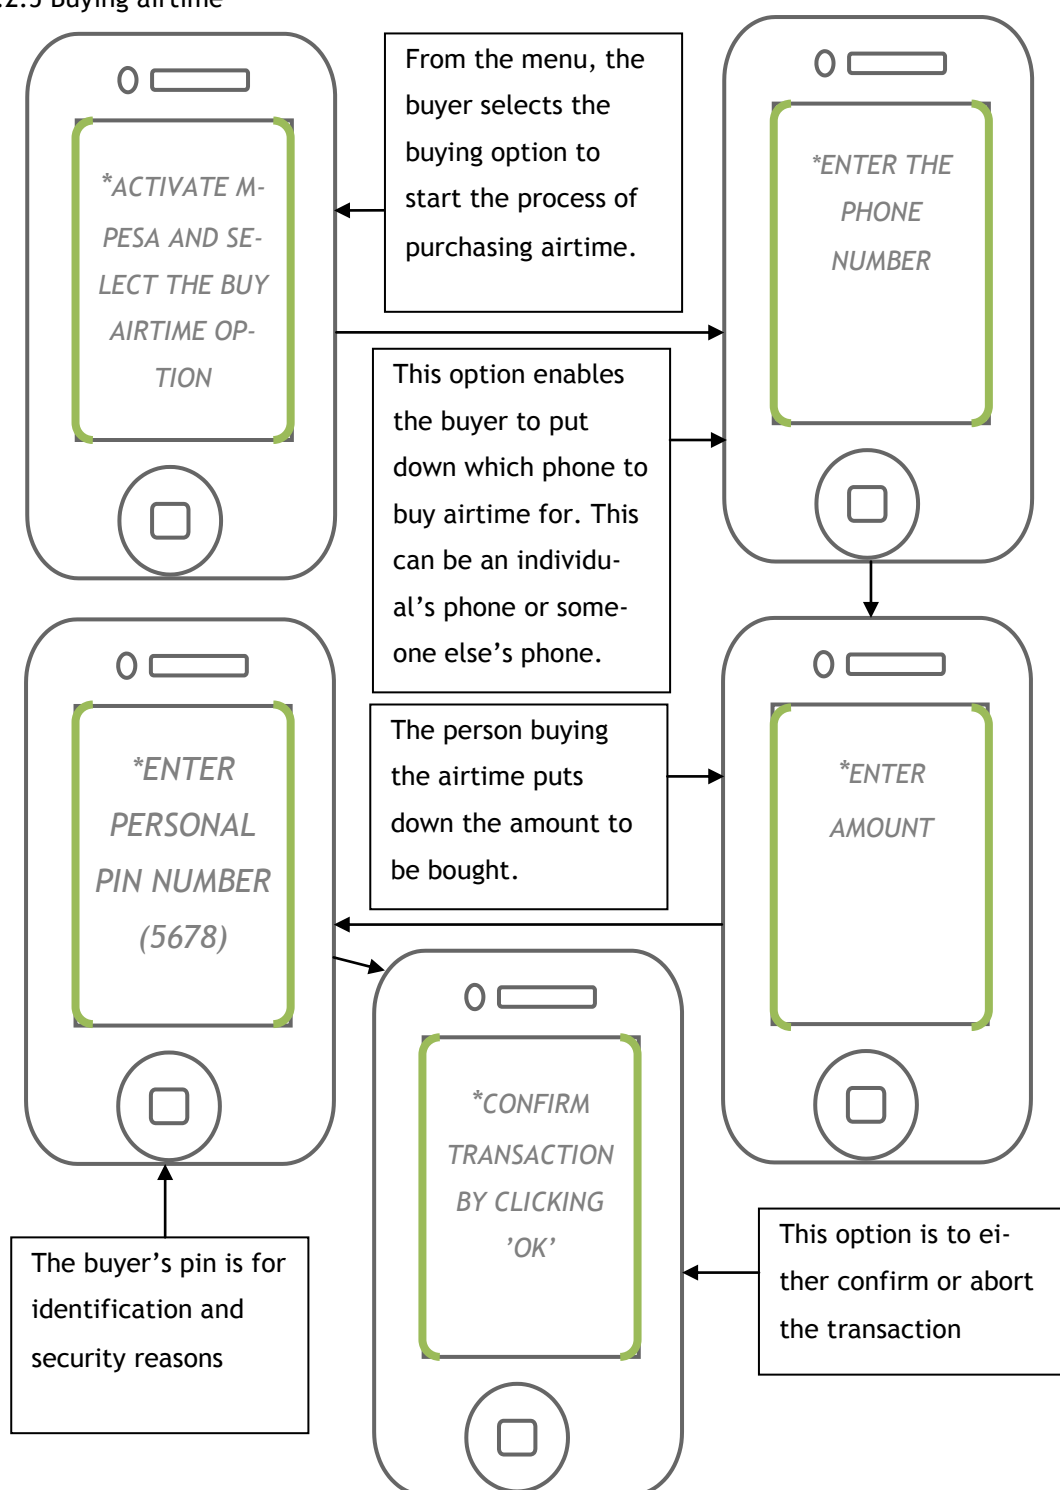 .2.5 Buying airtime
*ACTIVATE M-
PESA AND SE-
LECT THE BUY
AIRTIME OP-
TION
From the menu, the
buyer selects the
buying option to
start the process of
purchasing airtime.
*ENTER THE
PHONE
NUMBER
This option enables
the buyer to put
down which phone to
buy airtime for. This
can be an individu-
al’s phone or some-
one else’s phone.
The person buying
the airtime puts
down the amount to
be bought.
*ENTER
AMOUNT
*ENTER
PERSONAL
PIN NUMBER
(5678)
The buyer’s pin is for
identification and
security reasons
*CONFIRM
TRANSACTION
BY CLICKING
’OK’
This option is to ei-
ther confirm or abort
the transaction